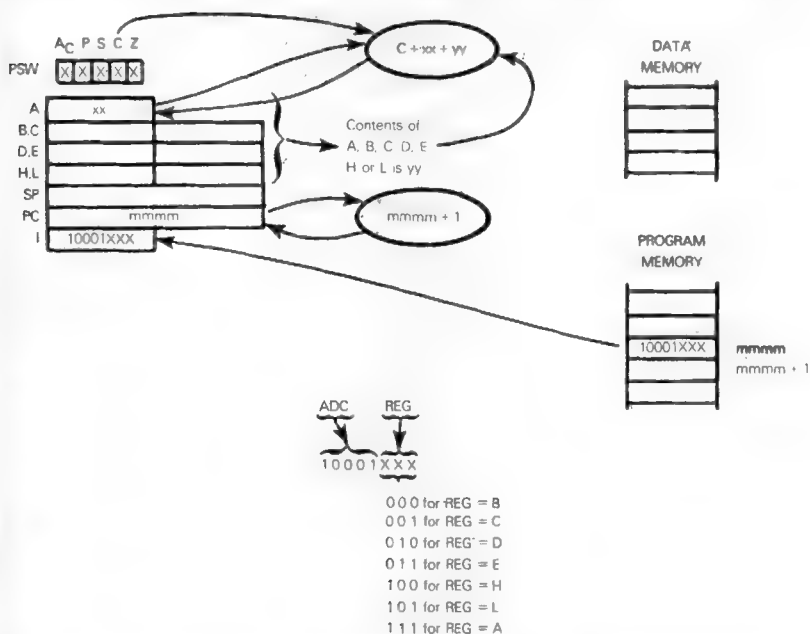 A_C P S C Z
PSW X X X X X
A xx
B,C
D,E
H,L
SP
PC mmmm
I 10001XXX
C + xx + yy
Contents of
A, B, C, D, E
H or L is yy
mmmm + 1
DATA
MEMORY
PROGRAM
MEMORY
10001XXX mmmm
mmmm + 1
ADC REG
10001XXX
000 for REG = B
001 for REG = C
010 for REG = D
011 for REG = E
100 for REG = H
101 for REG = L
111 for REG = A